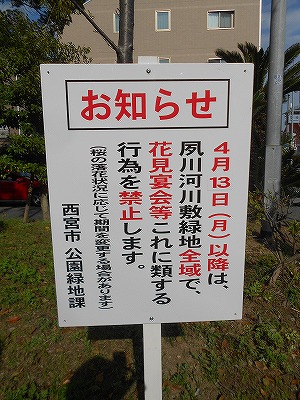 お知らせ
4月13日(月)以降は、
夙川河川敷緑地全域で、
花見宴会等これに類する
行為を禁止します。
(桜の落花状況に応じて期間を変更する場合があります)
西宮市 公園緑地課